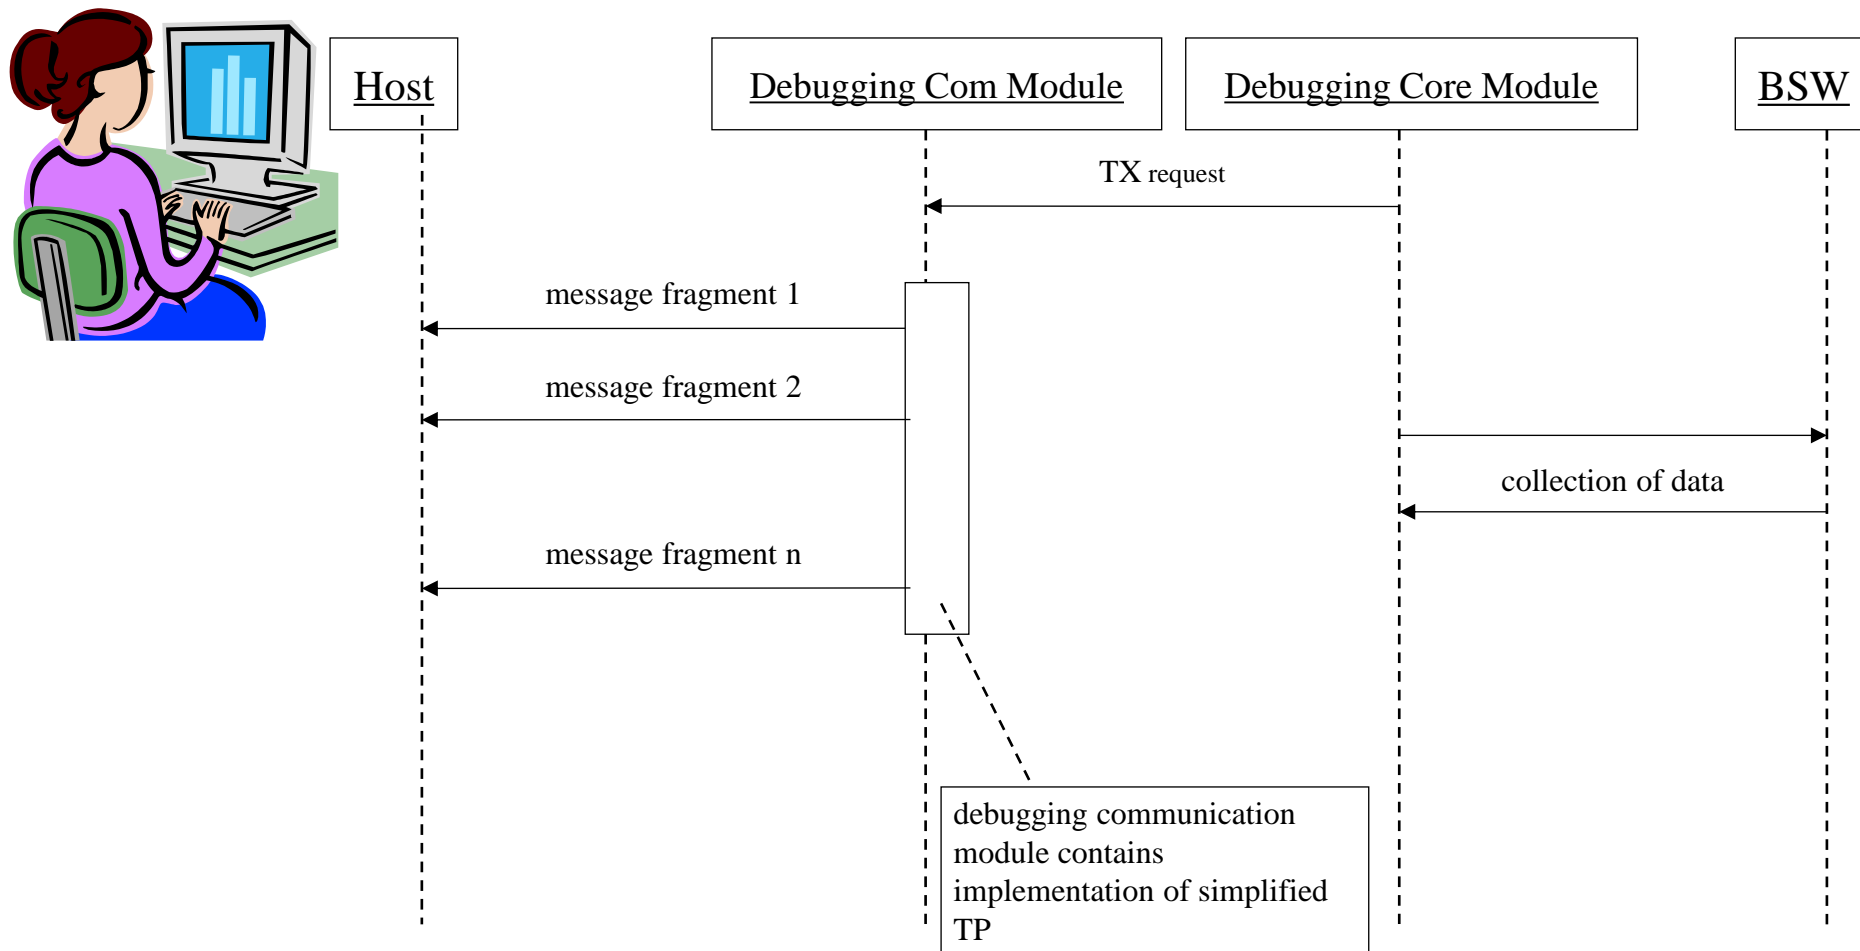 Host
Debugging Com Module
Debugging Core Module
BSW
TX request
message fragment 1
message fragment 2
collection of data
message fragment n
debugging communication
module contains
implementation of simplified
TP